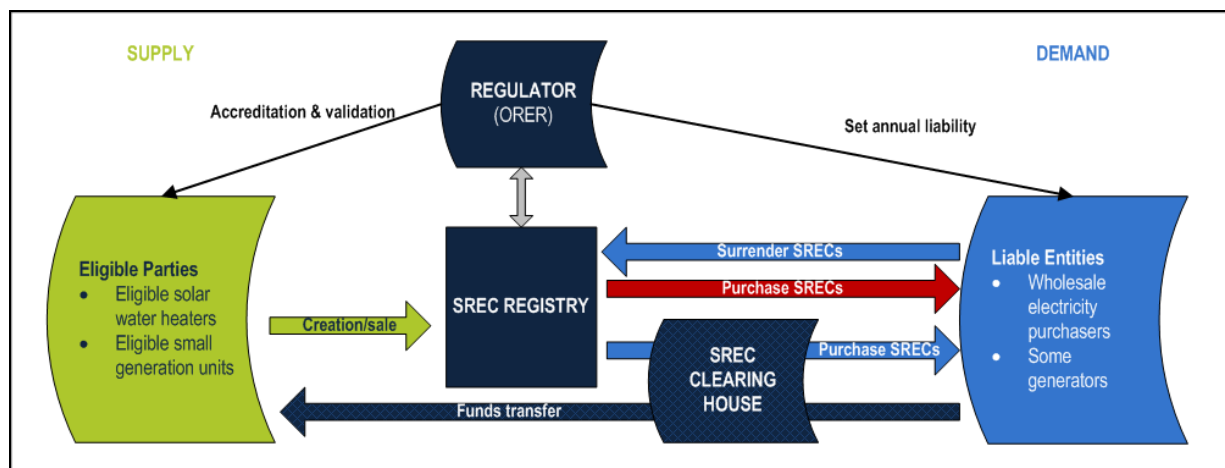 SUPPLY
DEMAND
REGULATOR
(ORER)
Accreditation & validation
Set annual liability
Eligible Parties
• Eligible solar
water heaters
• Eligible small
generation units
Creation/sale
SREC REGISTRY
Surrender SRECs
Purchase SRECs
Purchase SRECs
SREC
CLEARING
HOUSE
Funds transfer
Liable Entities
• Wholesale
electricity
purchasers
• Some
generators